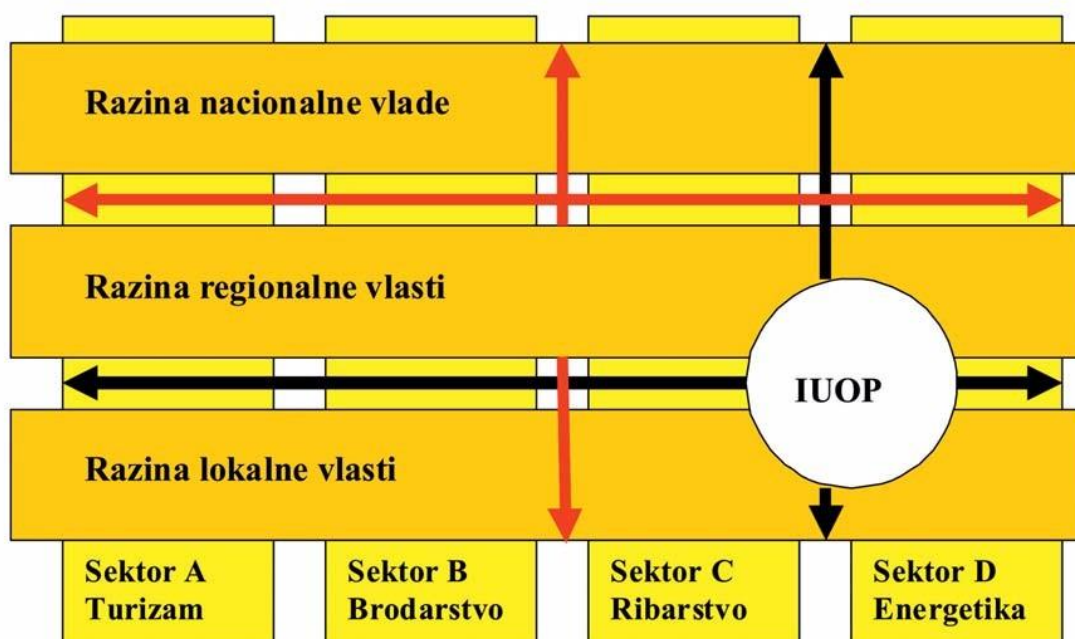 Razina nacionalne vlade
Razina regionalne vlasti
IUOP
Razina lokalne vlasti
Sektor A
Turizam
Sektor B
Brodarstvo
Sektor C
Ribarstvo
Sektor D
Energetika